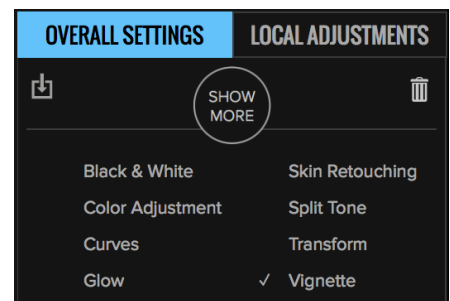 OVERALL SETTINGS LOCAL ADJUSTMENTS
SHOW
MORE
Black & White Skin Retouching
Color Adjustment Split Tone
Curves Transform
Glow ✓ Vignette